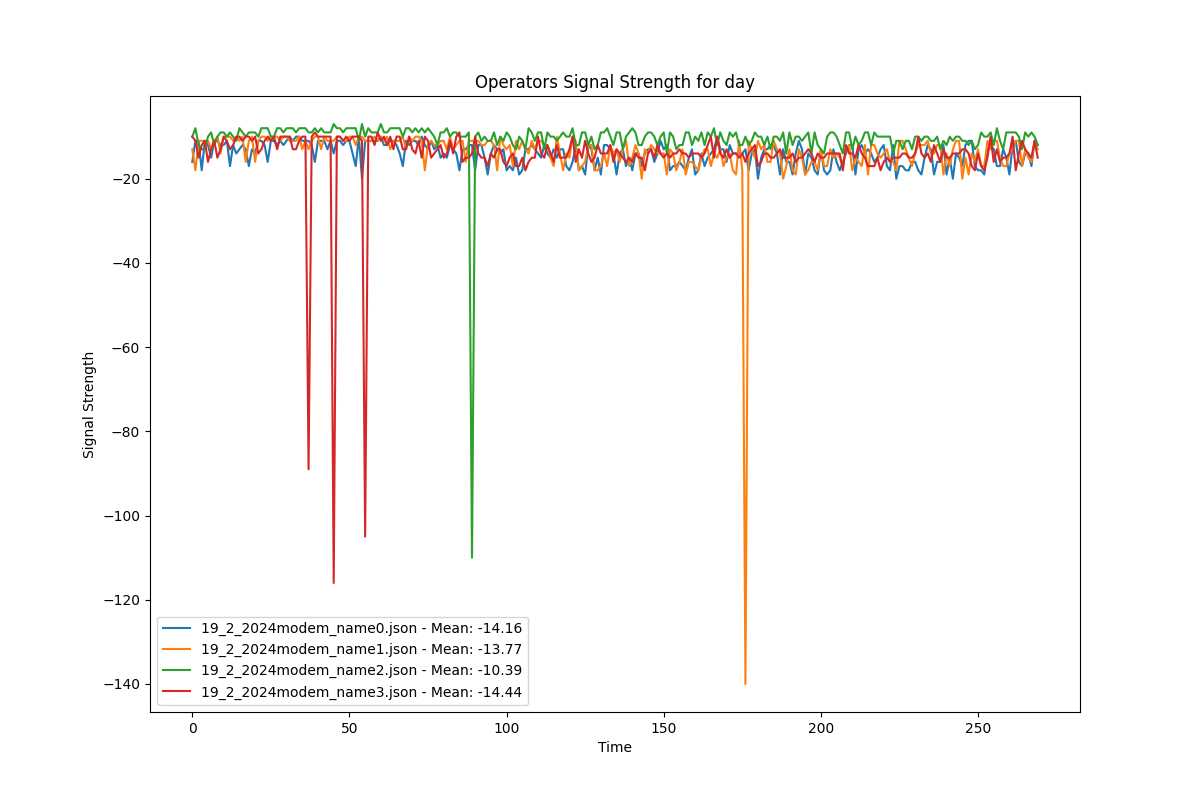 Operators Signal Strength for day
Signal Strength
−20
−40
−60
−80
−100
−120
−140
19_2_2024modem_name0.json - Mean: -14.16
19_2_2024modem_name1.json - Mean: -13.77
19_2_2024modem_name2.json - Mean: -10.39
19_2_2024modem_name3.json - Mean: -14.44
0 50 100 150 200 250
Time